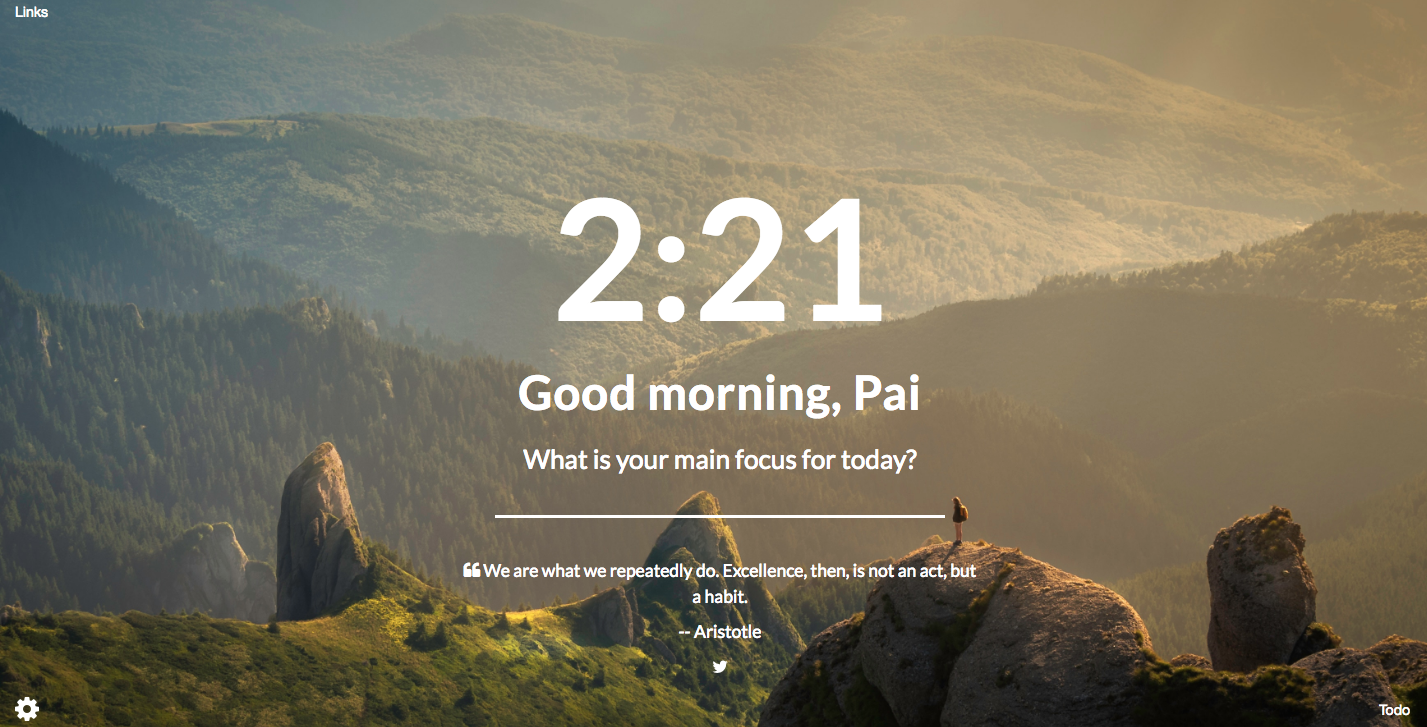 Links
2:21
Good morning, Pai
What is your main focus for today?
❝ We are what we repeatedly do. Excellence, then, is not an act, but
a habit.
-- Aristotle
Todo